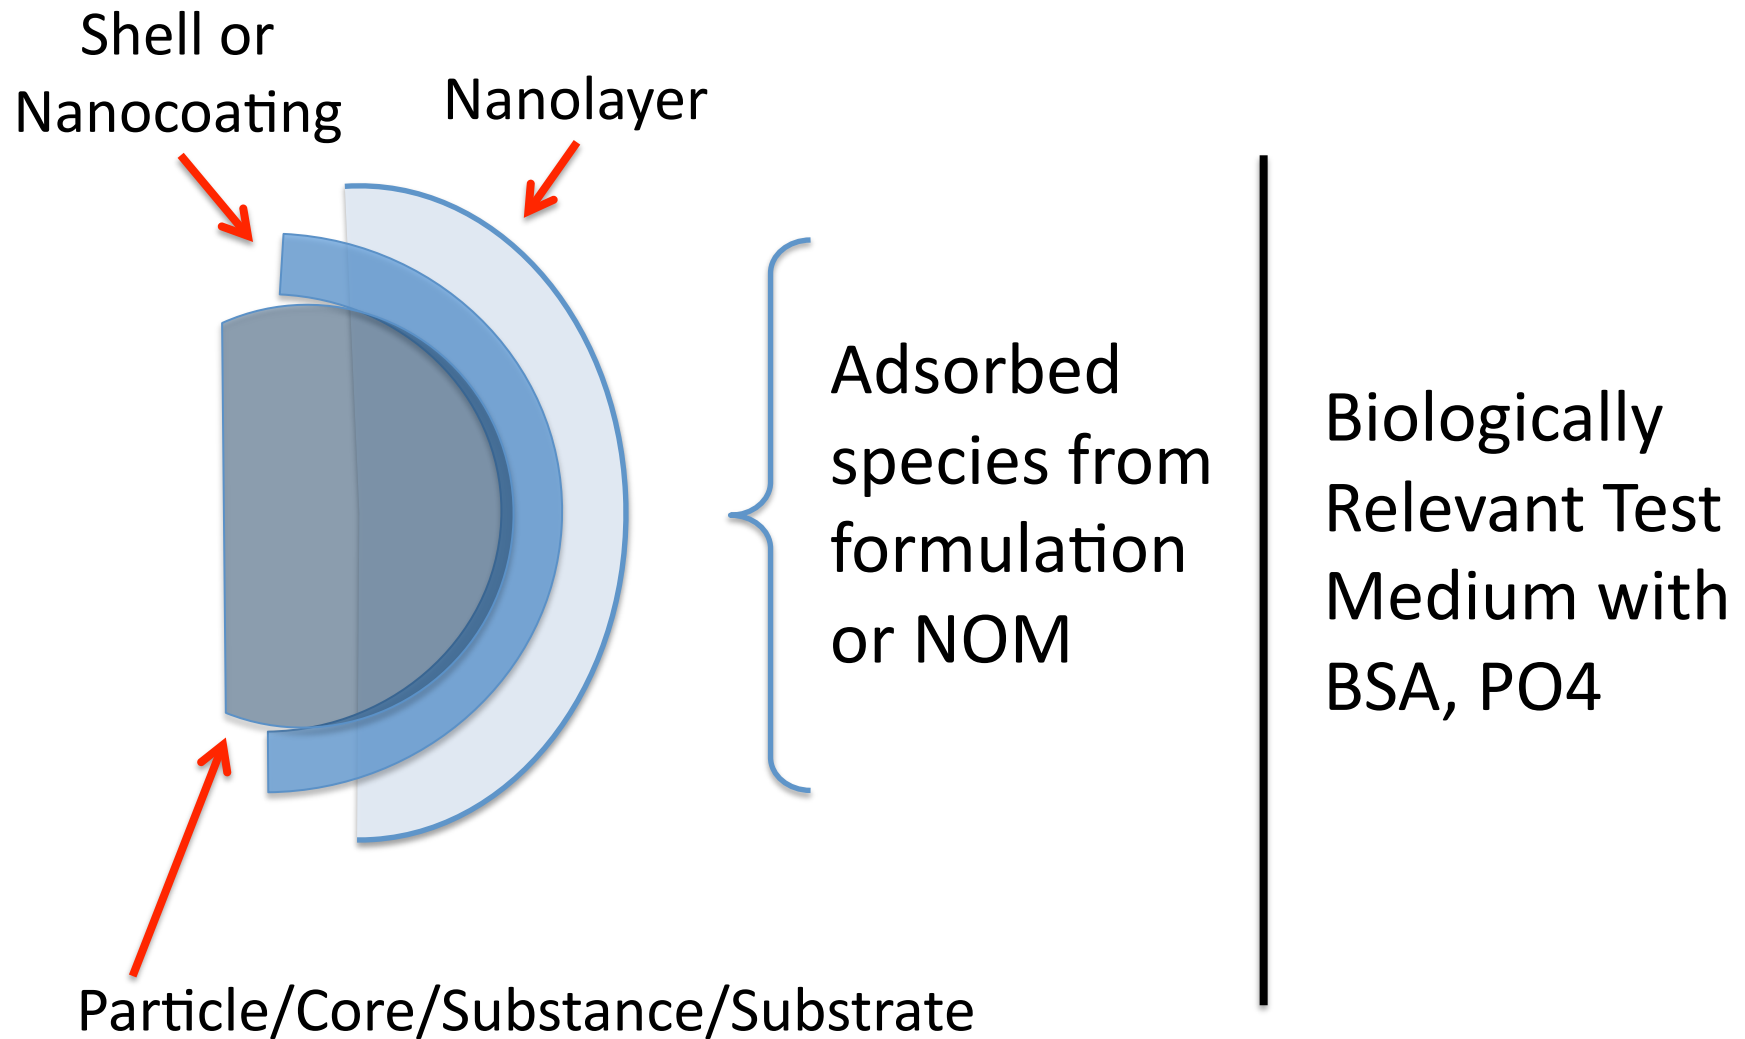 Shell or
Nanocoating
Nanolayer
Adsorbed
species from
formulation
or NOM
Biologically
Relevant Test
Medium with
BSA, PO4
Particle/Core/Substance/Substrate